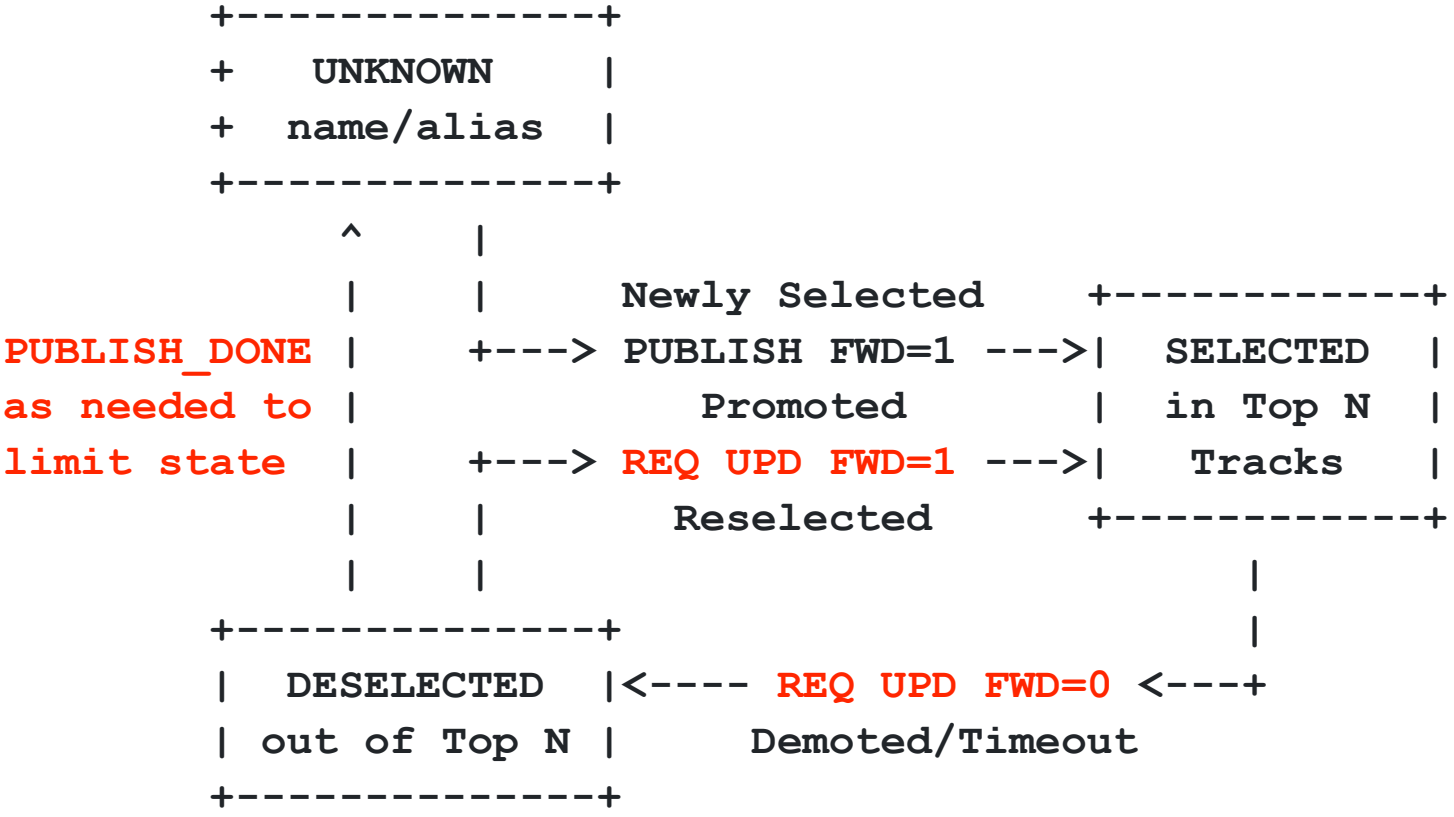 +--------------+
+   UNKNOWN    |
+  name/alias  |
+--------------+
^    |
|    |     Newly Selected    +------------+
PUBLISH_DONE |    +---> PUBLISH FWD=1 --->|  SELECTED  |
as needed to |             Promoted       |  in Top N  |
limit state  |    +---> REQ UPD FWD=1 --->|   Tracks   |
|    |       Reselected      +------------+
|    |                             |
+--------------+                         |
|  DESELECTED  |<---- REQ UPD FWD=0 <---+
| out of Top N |     Demoted/Timeout
+--------------+